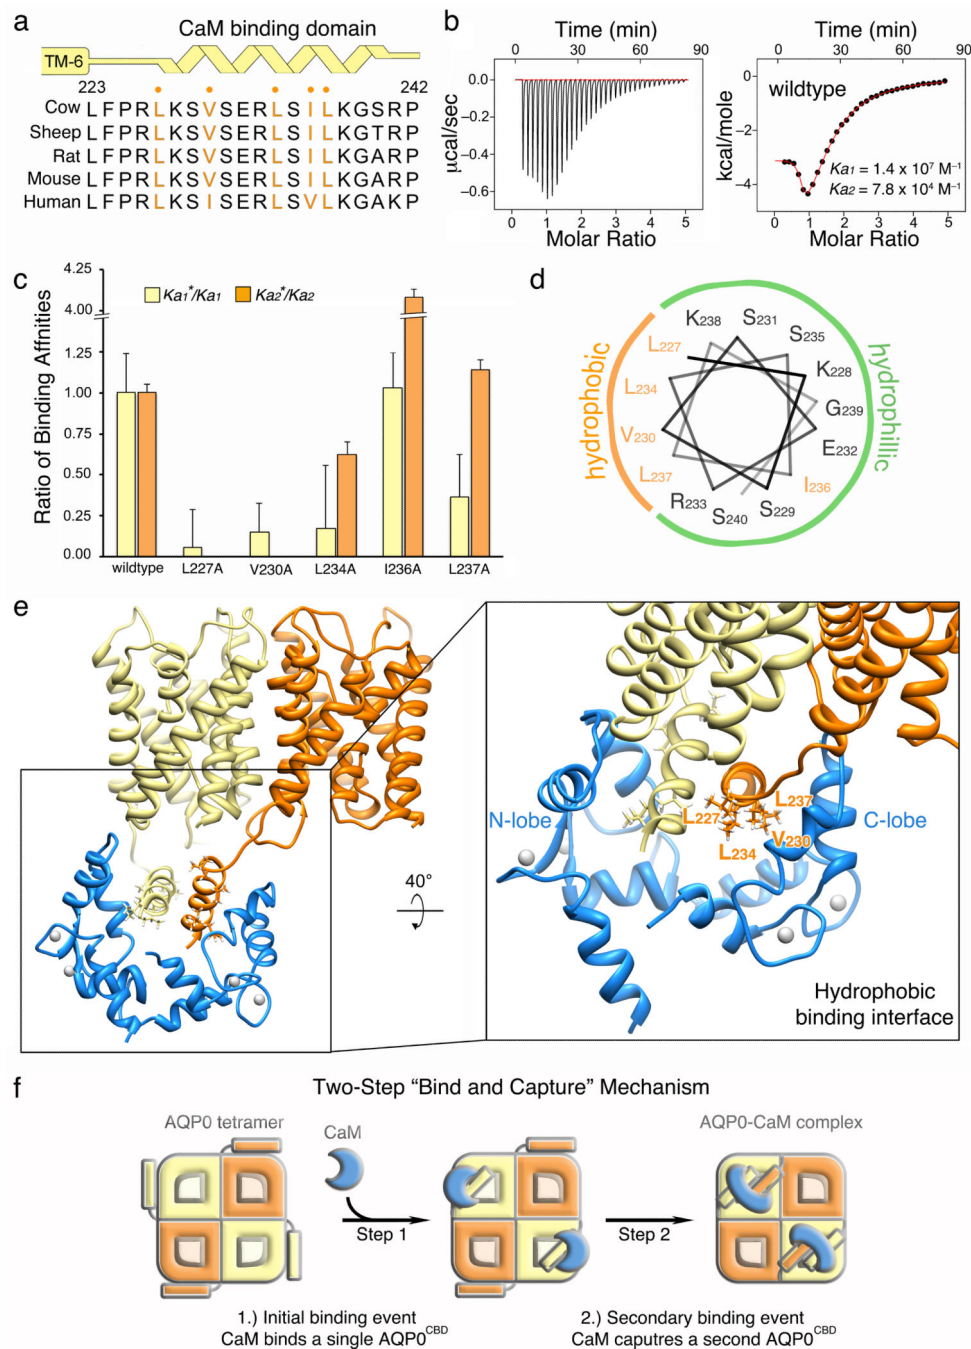 a
CaM binding domain
TM-6
223 242
Cow L F P R L K S V S E R L S I L K G S R P
Sheep L F P R L K S V S E R L S I L K G T R P
Rat L F P R L K S V S E R L S I L K G A R P
Mouse L F P R L K S V S E R L S I L K G A R P
Human L F P R L K S I S E R L S V L K G A K P
b
Time (min)
0 30 60 90
0.0
−0.2
−0.4
−0.6
µcal/sec
0 1 2 3 4 5
Molar Ratio
Time (min)
0 30 60 90
0
−2
−4
kcal/mole
wildtype
Ka1 = 1.4 x 10⁷ M⁻¹
Ka2 = 7.8 x 10⁴ M⁻¹
0 1 2 3 4 5
Molar Ratio
c
Ratio of Binding Affnities
4.25
4.00
1.25
1.00
0.75
0.50
0.25
0.00
Ka1*/Ka1 Ka2*/Ka2
wildtype L227A V230A L234A I236A L237A
d
hydrophobic
hydrophillic
K238
S231
S235
L227
K228
L234
G239
V230
E232
L237
I236
R233
S240
S229
e
40°
N-lobe
C-lobe
L227
L237
L234
V230
Hydrophobic
binding interface
f
Two-Step “Bind and Capture” Mechanism
AQP0 tetramer
CaM
AQP0-CaM complex
Step 1
Step 2
1.) Initial binding event
CaM binds a single AQP0ᶜᴮᴰ
2.) Secondary binding event
CaM caputres a second AQP0ᶜᴮᴰ